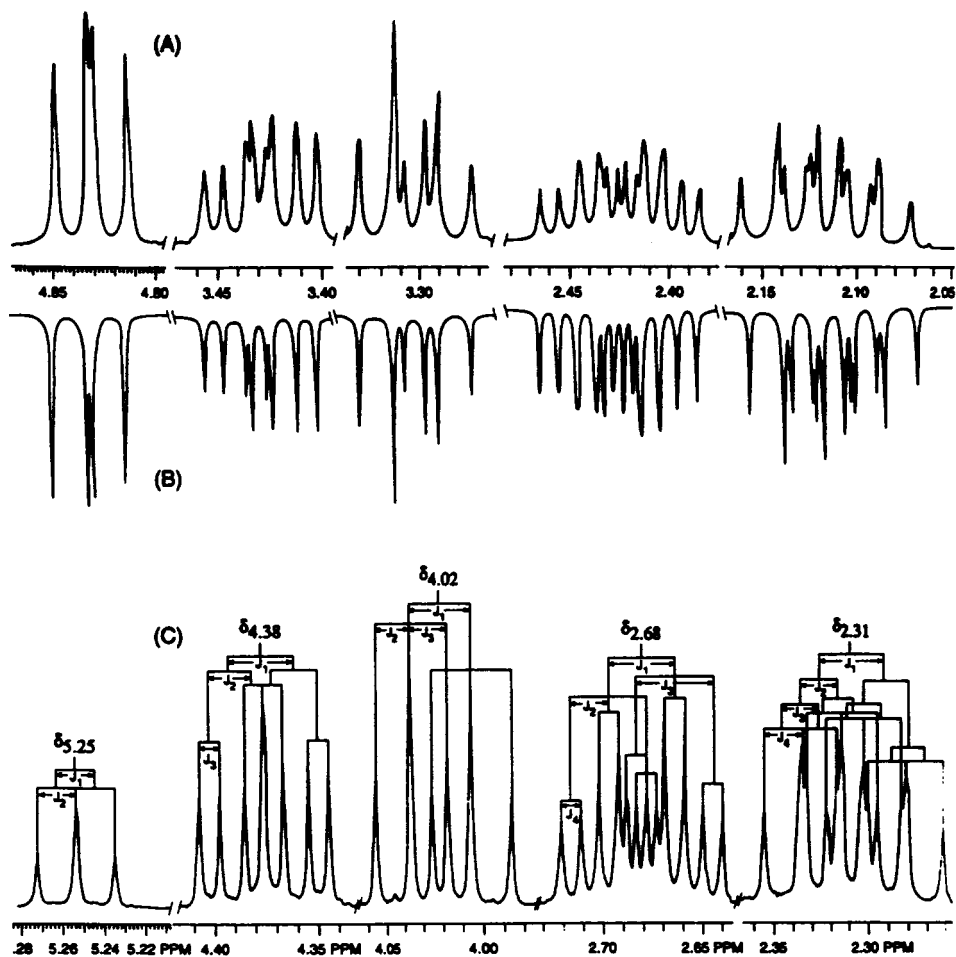 (A)
4.85 4.80 3.45 3.40 3.30 2.45 2.40 2.15 2.10 2.05
(B)
(C)
δ5.25
J1
J2
δ4.38
J1
J2
J3
δ4.02
J1
J2 J3
δ2.68
J1
J3
J2
J4
δ2.31
J1
J2
J3
J4
.28 5.26 5.24 5.22 PPM 4.40 4.35 PPM 4.05 4.00 2.70 2.65 PPM 2.35 2.30 PPM